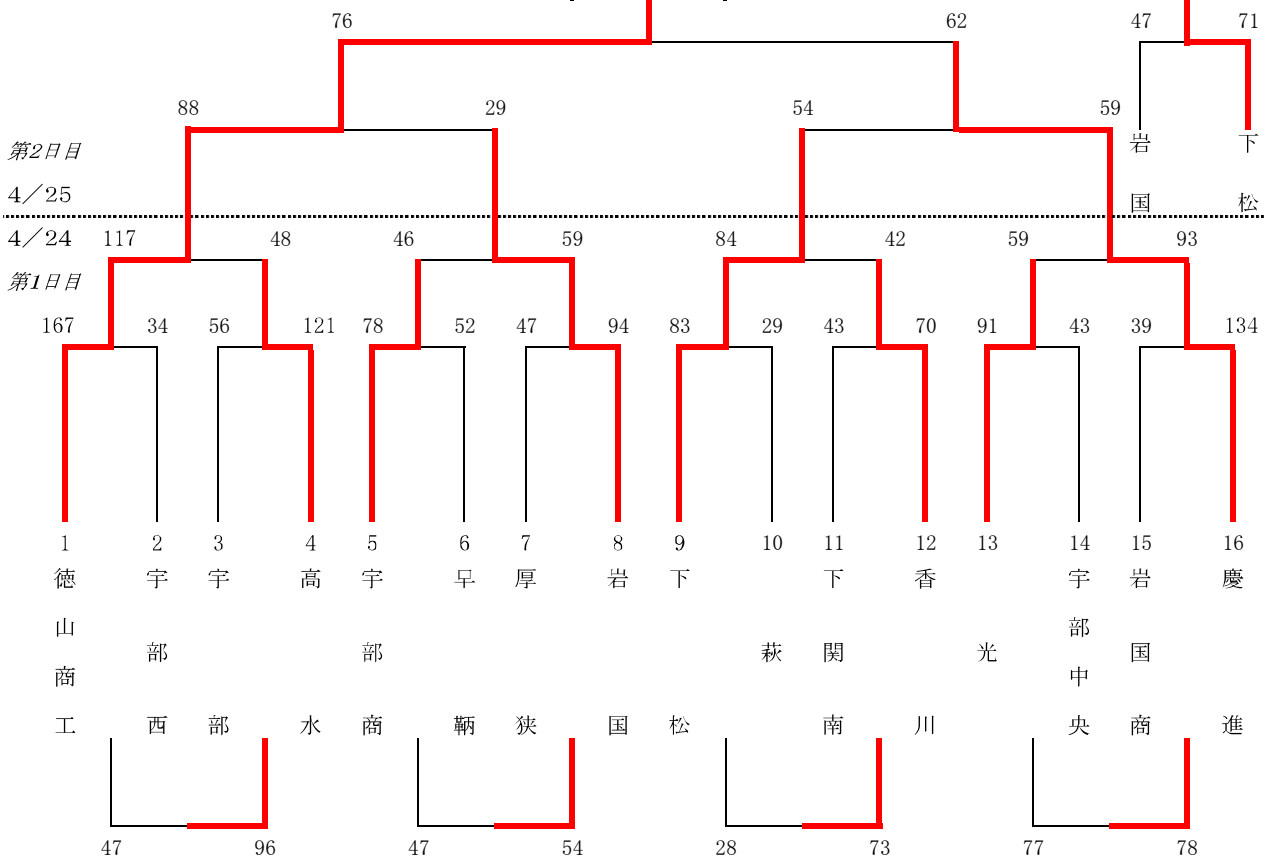 76 62 47 71
88 29 54 59
岩国 下松
第2日目
4／25
4／24 117 48 46 59 84 42 59 93
第1日目
167 34 56 121 78 52 47 94 83 29 43 70 91 43 39 134
1 2 3 4 5 6 7 8 9 10 11 12 13 14 15 16
徳山商工
宇部西
宇部
高水
宇部商
早鞆
厚狭
岩国
下松
萩
下関南
香川
光
宇部中央
岩国商
慶進
47 96 47 54 28 73 77 78